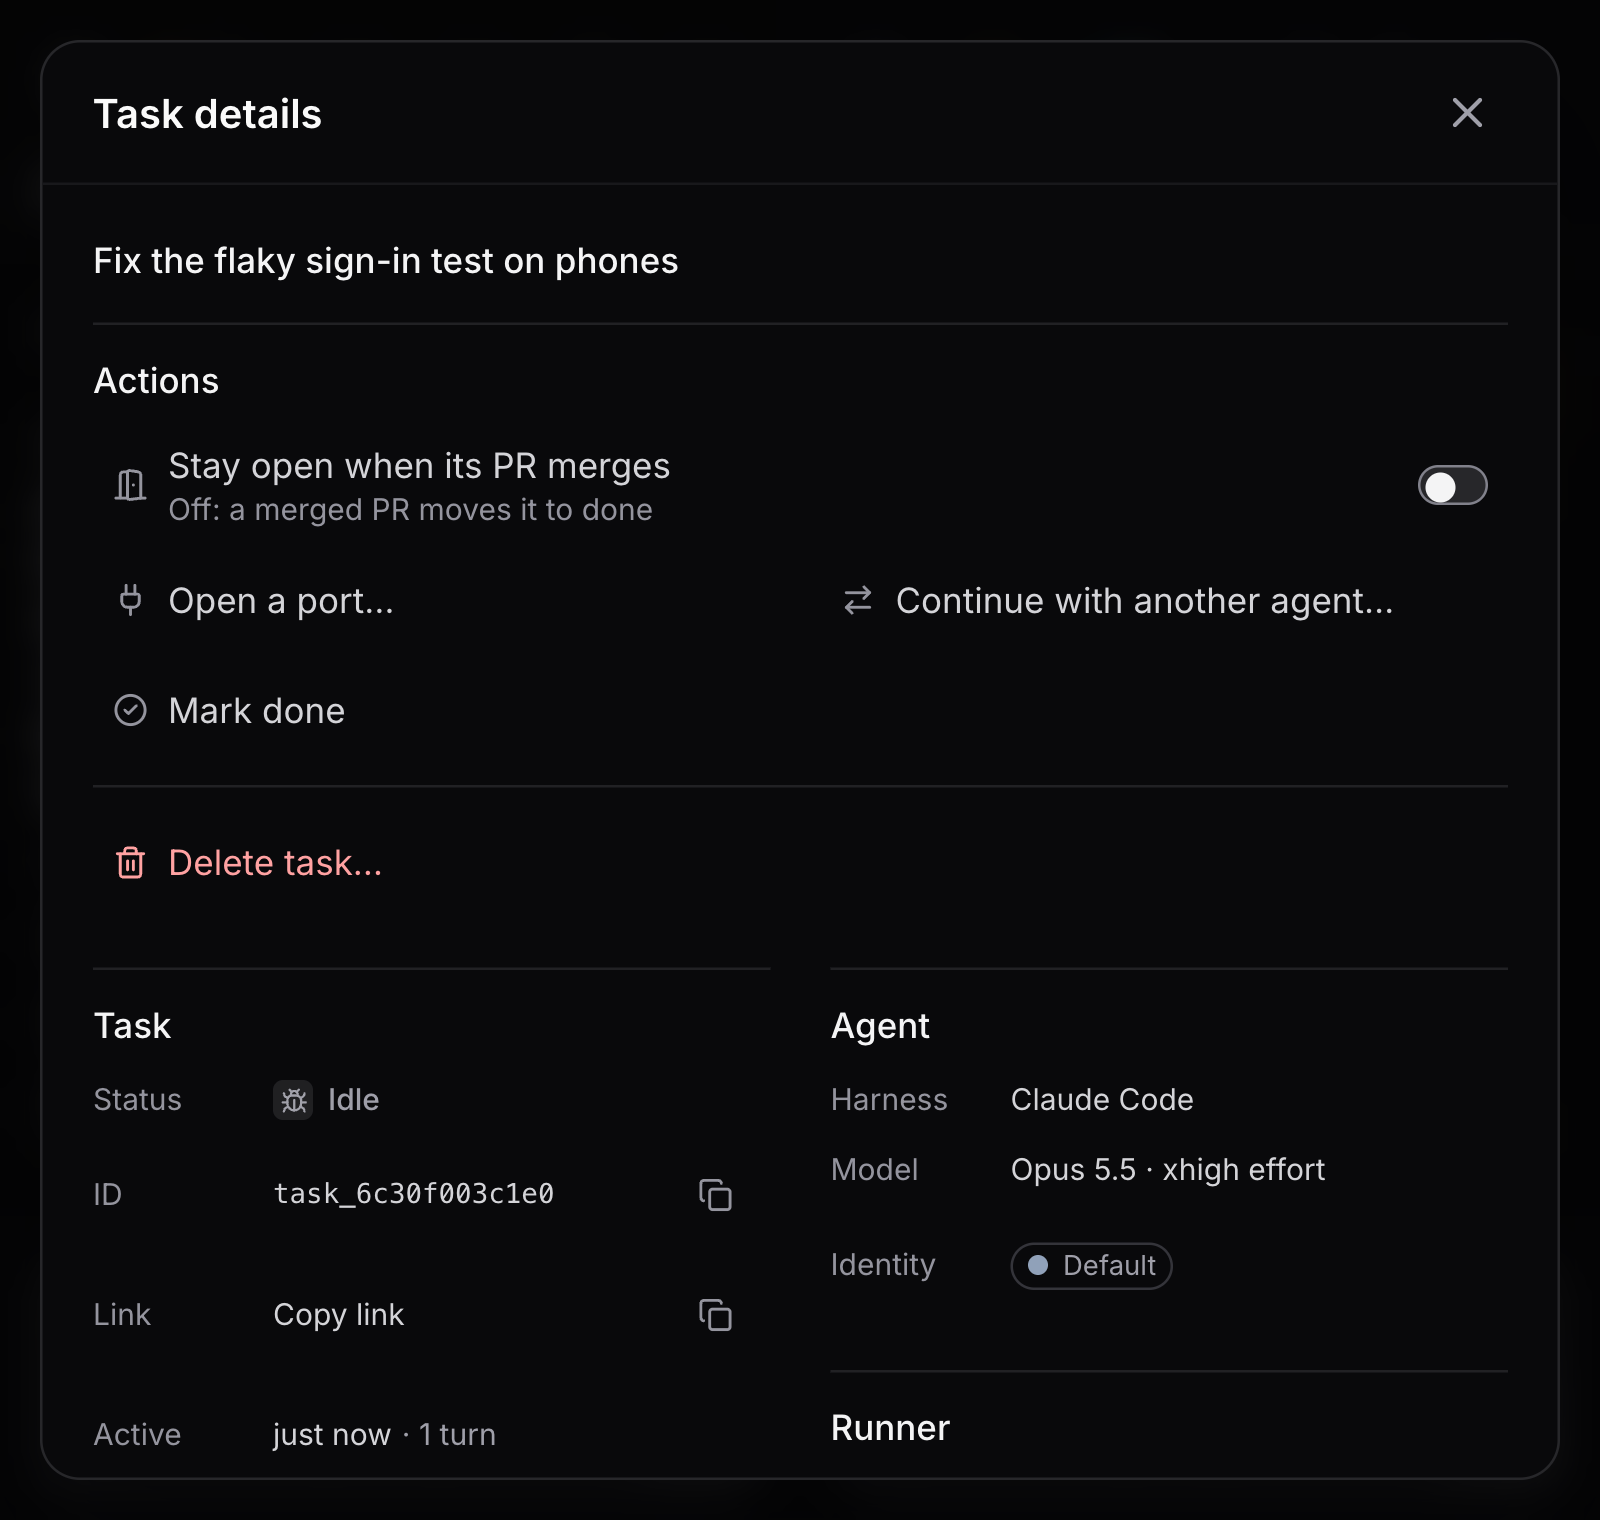 Task details
Fix the flaky sign-in test on phones
Actions
Stay open when its PR merges
Off: a merged PR moves it to done
Open a port...
Continue with another agent...
Mark done
Delete task...
Task
Status
Idle
ID
task_6c30f003c1e0
Link
Copy link
Active
just now · 1 turn
Agent
Harness
Claude Code
Model
Opus 5.5 · xhigh effort
Identity
Default
Runner